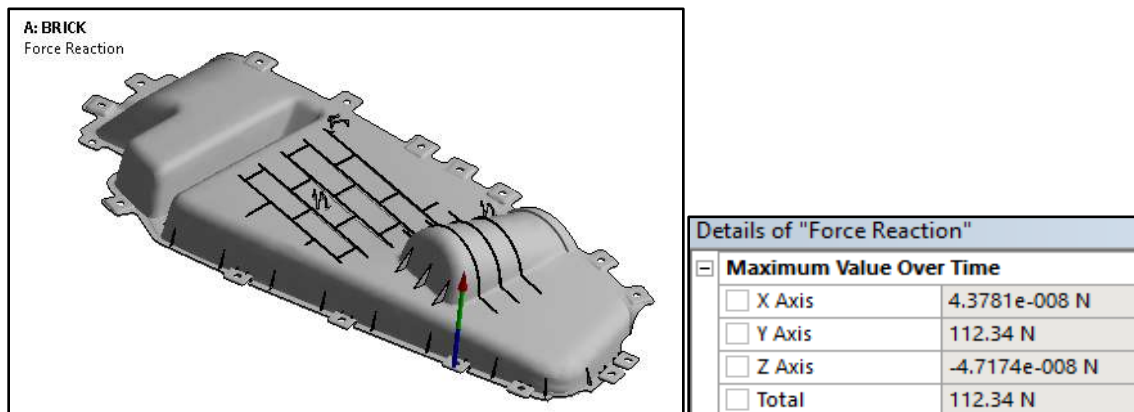 A: BRICK
Force Reaction
Details of "Force Reaction"
Maximum Value Over Time
X Axis 4.3781e-008 N
Y Axis 112.34 N
Z Axis -4.7174e-008 N
Total 112.34 N